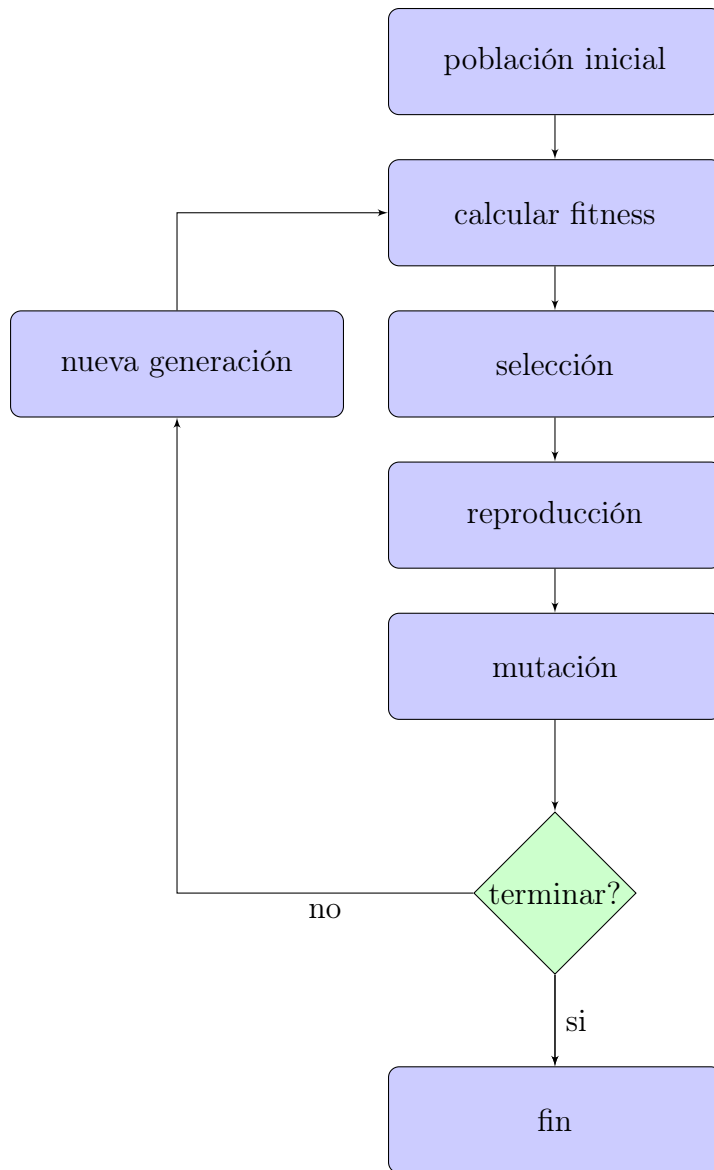 población inicial
calcular fitness
nueva generación
selección
reproducción
mutación
terminar?
no
si
fin